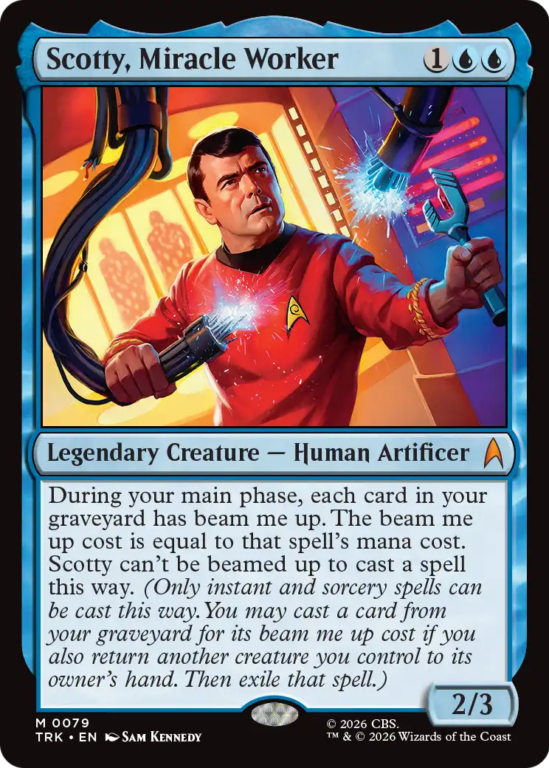 Scotty, Miracle Worker 1
Legendary Creature — Human Artificer
During your main phase, each card in your
graveyard has beam me up. The beam me
up cost is equal to that spell's mana cost.
Scotty can't be beamed up to cast a spell
this way. (Only instant and sorcery spells can
be cast this way. You may cast a card from
your graveyard for its beam me up cost if you
also return another creature you control to its
owner's hand. Then exile that spell.)
2/3
M 0079
TRK • EN SAM KENNEDY
© 2026 CBS.
™ & © 2026 Wizards of the Coast